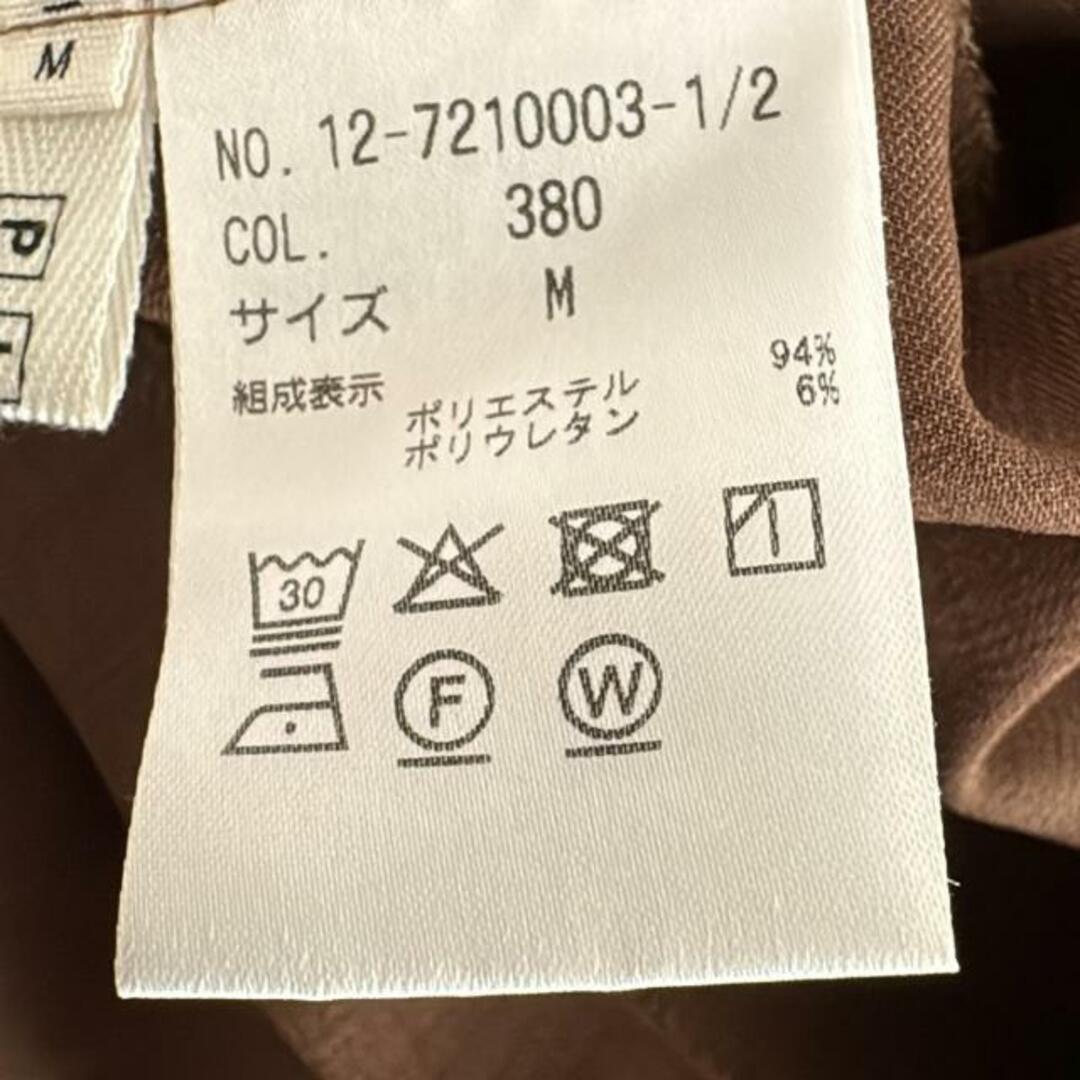 M
P
NO. 12-7210003-1/2
COL. 380
サイズ M
組成表示
ポリエステル 94%
ポリウレタン 6%
30
F
W